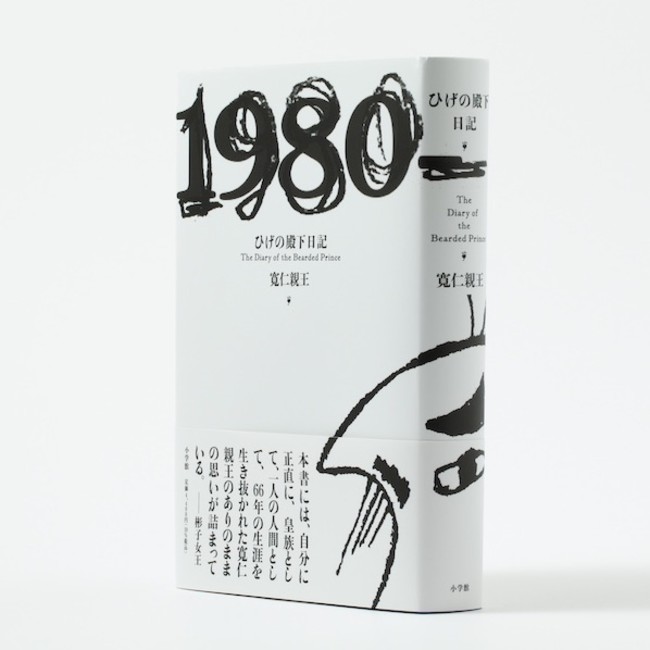 1980
ひげの殿下日記
The Diary of the Bearded Prince
寬仁親王
本書には、自分に
正直に、皇族とし
て、一人の人間とし
て、66年の生涯を
生き抜かれた寬仁
親王のありのまま
の思いが詰まって
いる。――彬子女王
小学館
ひげの殿下
日記
The
Diary of
the
Bearded Prince
寬仁親王
小学館